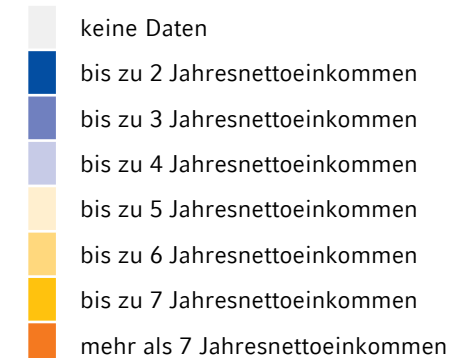 keine Daten
bis zu 2 Jahresnettoeinkommen
bis zu 3 Jahresnettoeinkommen
bis zu 4 Jahresnettoeinkommen
bis zu 5 Jahresnettoeinkommen
bis zu 6 Jahresnettoeinkommen
bis zu 7 Jahresnettoeinkommen
mehr als 7 Jahresnettoeinkommen